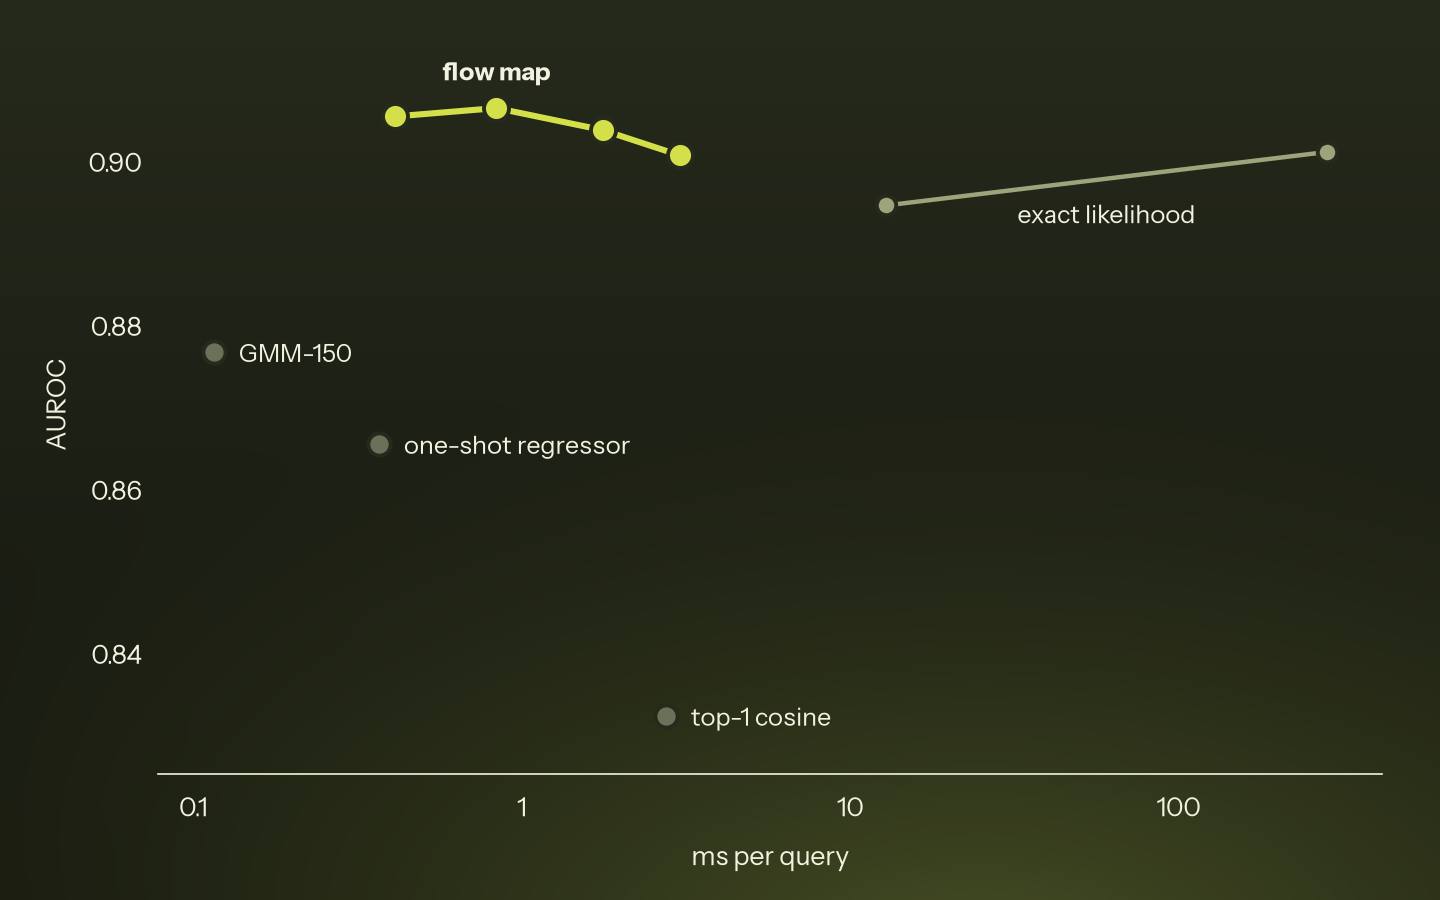 flow map
0.90
exact likelihood
0.88
GMM-150
AUROC
one-shot regressor
0.86
0.84
top-1 cosine
0.1
1
10
100
ms per query